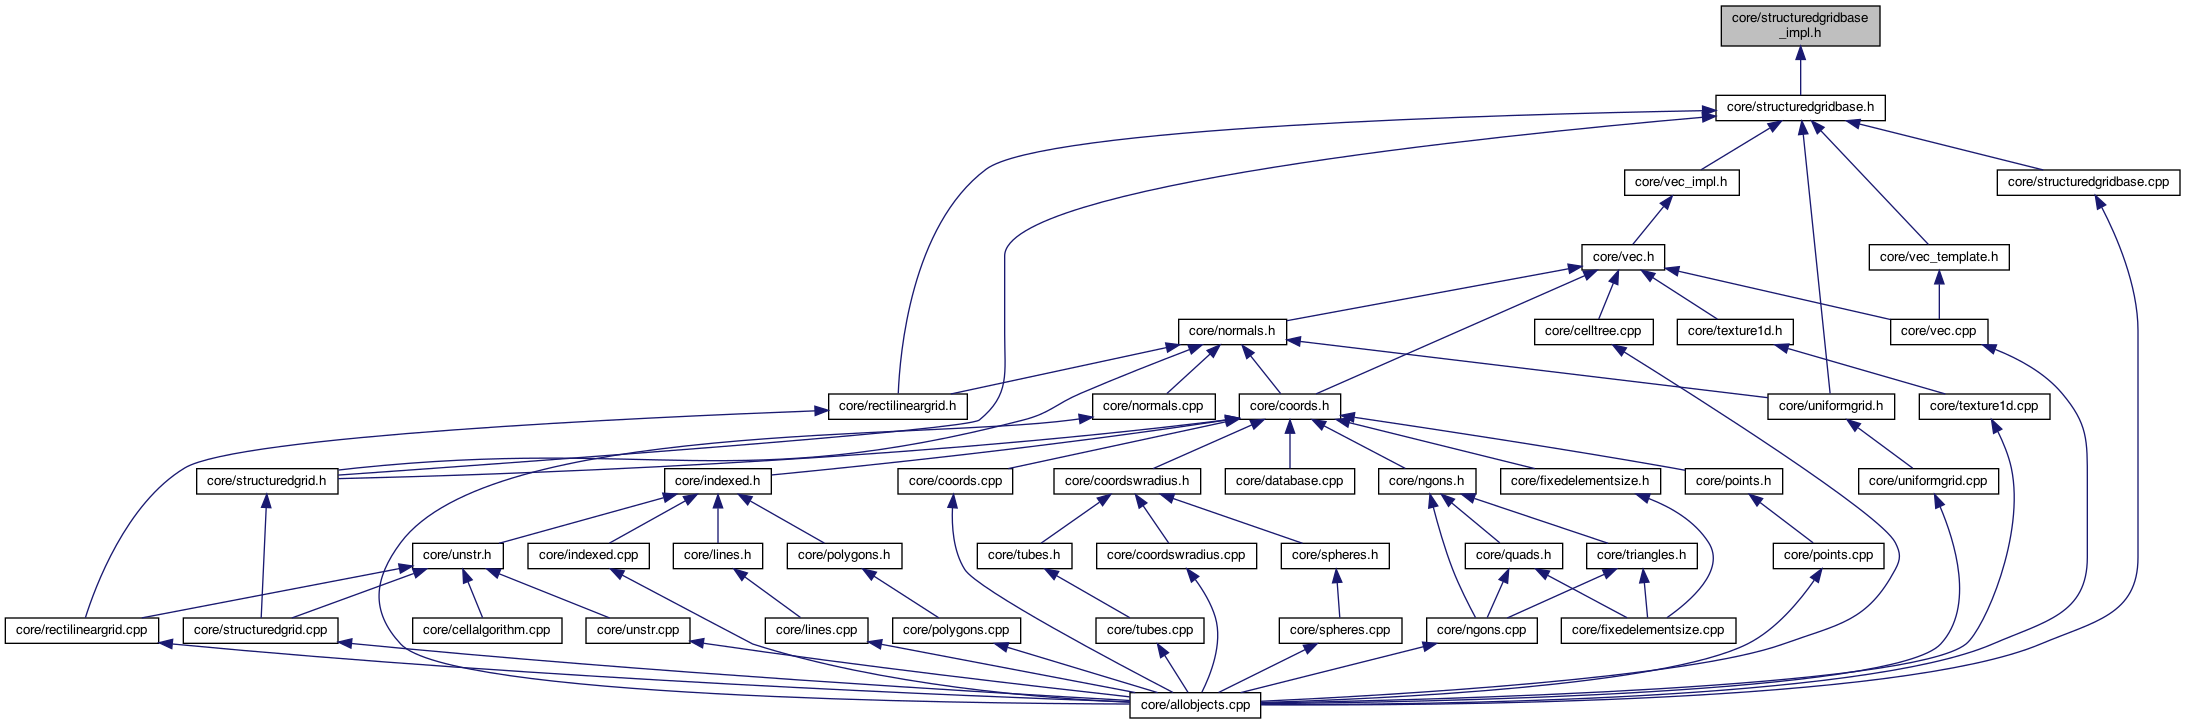 core/structuredgridbase
_impl.h
core/structuredgridbase.h
core/vec_impl.h
core/structuredgridbase.cpp
core/vec.h
core/vec_template.h
core/normals.h
core/celltree.cpp
core/texture1d.h
core/vec.cpp
core/rectilineargrid.h
core/normals.cpp
core/coords.h
core/uniformgrid.h
core/texture1d.cpp
core/structuredgrid.h
core/indexed.h
core/coords.cpp
core/coordswradius.h
core/database.cpp
core/ngons.h
core/fixedelementsize.h
core/points.h
core/uniformgrid.cpp
core/unstr.h
core/indexed.cpp
core/lines.h
core/polygons.h
core/tubes.h
core/coordswradius.cpp
core/spheres.h
core/quads.h
core/triangles.h
core/points.cpp
core/rectilineargrid.cpp
core/structuredgrid.cpp
core/cellalgorithm.cpp
core/unstr.cpp
core/lines.cpp
core/polygons.cpp
core/tubes.cpp
core/spheres.cpp
core/ngons.cpp
core/fixedelementsize.cpp
core/allobjects.cpp